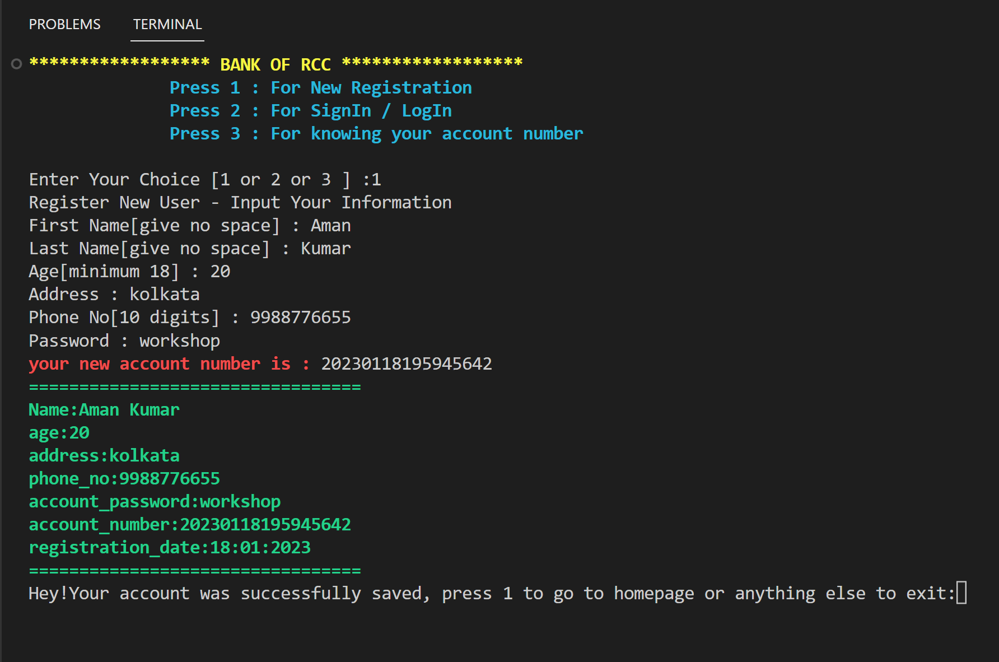 PROBLEMS TERMINAL
****************** BANK OF RCC ******************
Press 1 : For New Registration
Press 2 : For SignIn / LogIn
Press 3 : For knowing your account number
Enter Your Choice [1 or 2 or 3 ] :1
Register New User - Input Your Information
First Name[give no space] : Aman
Last Name[give no space] : Kumar
Age[minimum 18] : 20
Address : kolkata
Phone No[10 digits] : 9988776655
Password : workshop
your new account number is : 20230118195945642
=================================
Name:Aman Kumar
age:20
address:kolkata
phone_no:9988776655
account_password:workshop
account_number:20230118195945642
registration_date:18:01:2023
=================================
Hey!Your account was successfully saved, press 1 to go to homepage or anything else to exit: